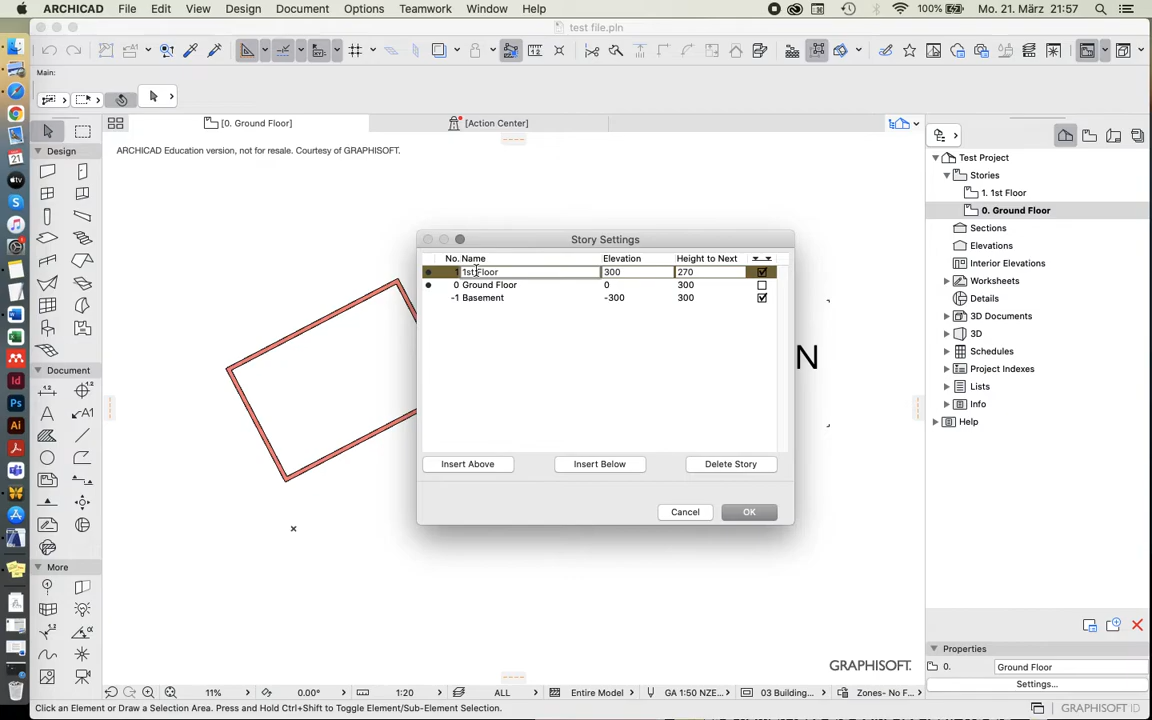 ARCHICAD File Edit View Design Document Options Teamwork Window Help 100% Mo. 21. März 21:57
test file.pln
Main:
[0. Ground Floor] [Action Center]
Design
ARCHICAD Education version, not for resale. Courtesy of GRAPHISOFT.
Test Project
Stories
1. 1st Floor
0. Ground Floor
Sections
Elevations
Interior Elevations
Worksheets
Details
3D Documents
3D
Schedules
Project Indexes
Lists
Info
Help
Story Settings
No. Name Elevation Height to Next
1 1st Floor 300 270
0 Ground Floor 0 300
-1 Basement -300 300
N
Insert Above Insert Below Delete Story
Cancel OK
Document
More
GRAPHISOFT.
Properties
0. Ground Floor
Settings...
11% 0.00° 1:20 ALL Entire Model GA 1:50 NZE... 03 Building... Zones- No F...
Click an Element or Draw a Selection Area. Press and Hold Ctrl+Shift to Toggle Element/Sub-Element Selection.
GRAPHISOFT ID